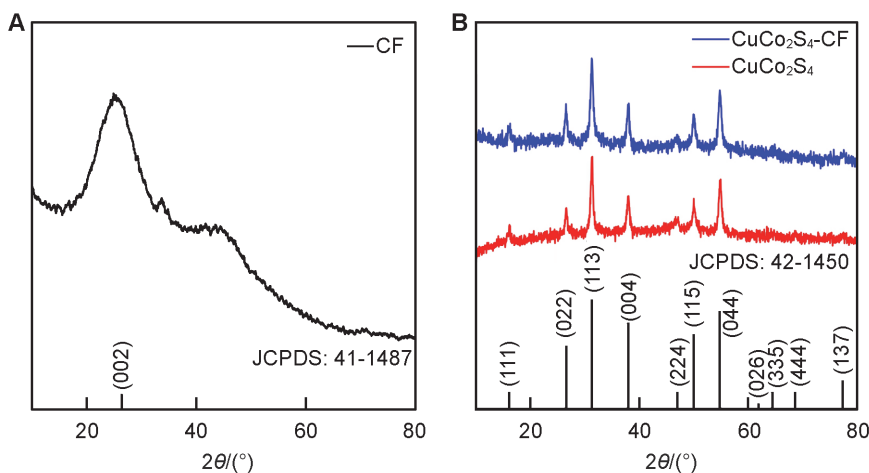 A
CF
JCPDS: 41-1487
(002)
20
40
60
80
2θ/(°)
B
CuCo₂S₄-CF
CuCo₂S₄
JCPDS: 42-1450
(111)
(022)
(113)
(004)
(224)
(115)
(044)
(026)
(335)
(444)
(137)
20
40
60
80
2θ/(°)